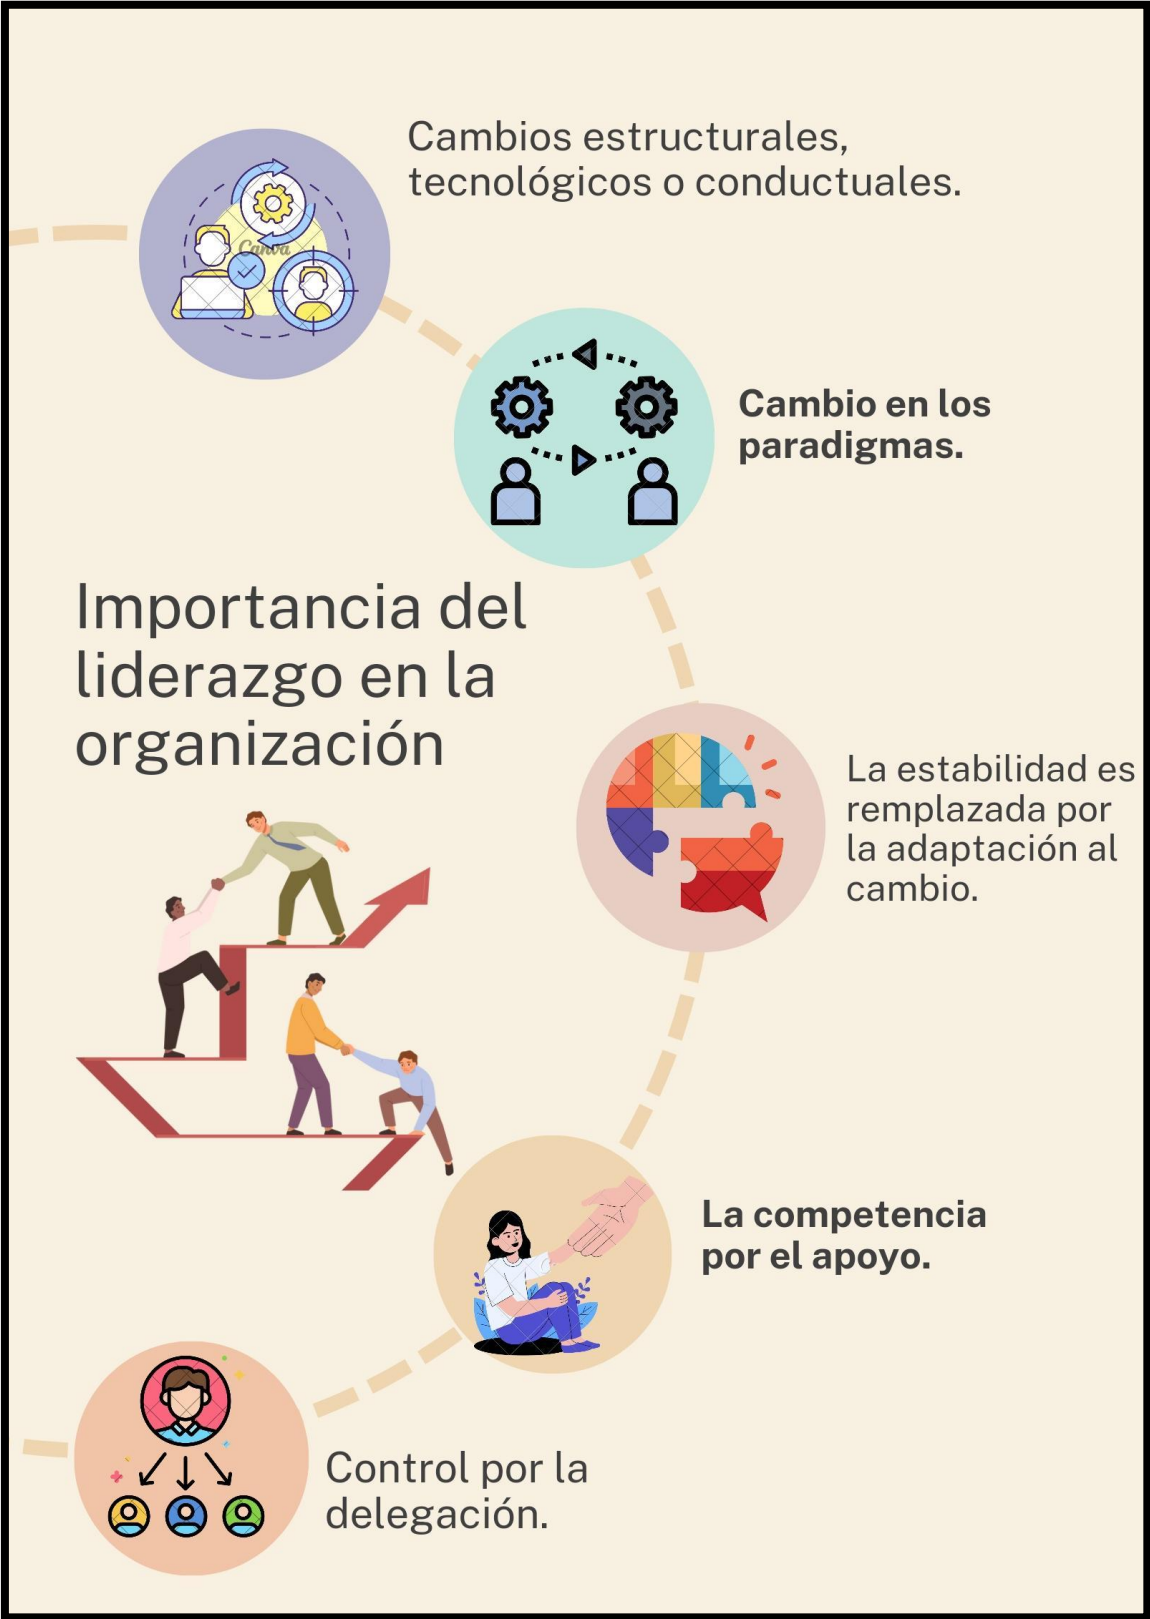 Cambios estructurales,
tecnológicos o conductuales.
Canva
Cambio en los
paradigmas.
Importancia del
liderazgo en la
organización
La estabilidad es
remplazada por
la adaptación al
cambio.
La competencia
por el apoyo.
Control por la
delegación.